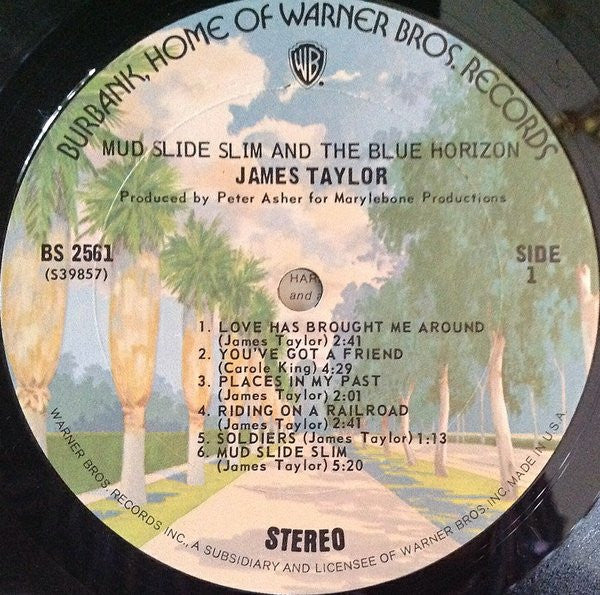 BURBANK, HOME OF WARNER BROS. RECORDS
WB
MUD SLIDE SLIM AND THE BLUE HORIZON
JAMES TAYLOR
Produced by Peter Asher for Marylebone Productions
BS 2561
(S39857)
SIDE
1
HAR
and
1. LOVE HAS BROUGHT ME AROUND
(James Taylor) 2:41
2. YOU'VE GOT A FRIEND
(Carole King) 4:29
3. PLACES IN MY PAST
(James Taylor) 2:01
4. RIDING ON A RAILROAD
(James Taylor) 2:41
5. SOLDIERS (James Taylor) 1:13
6. MUD SLIDE SLIM
(James Taylor) 5:20
STEREO
WARNER BROS. RECORDS INC., A SUBSIDIARY AND LICENSEE OF WARNER BROS. INC. MADE IN U.S.A.